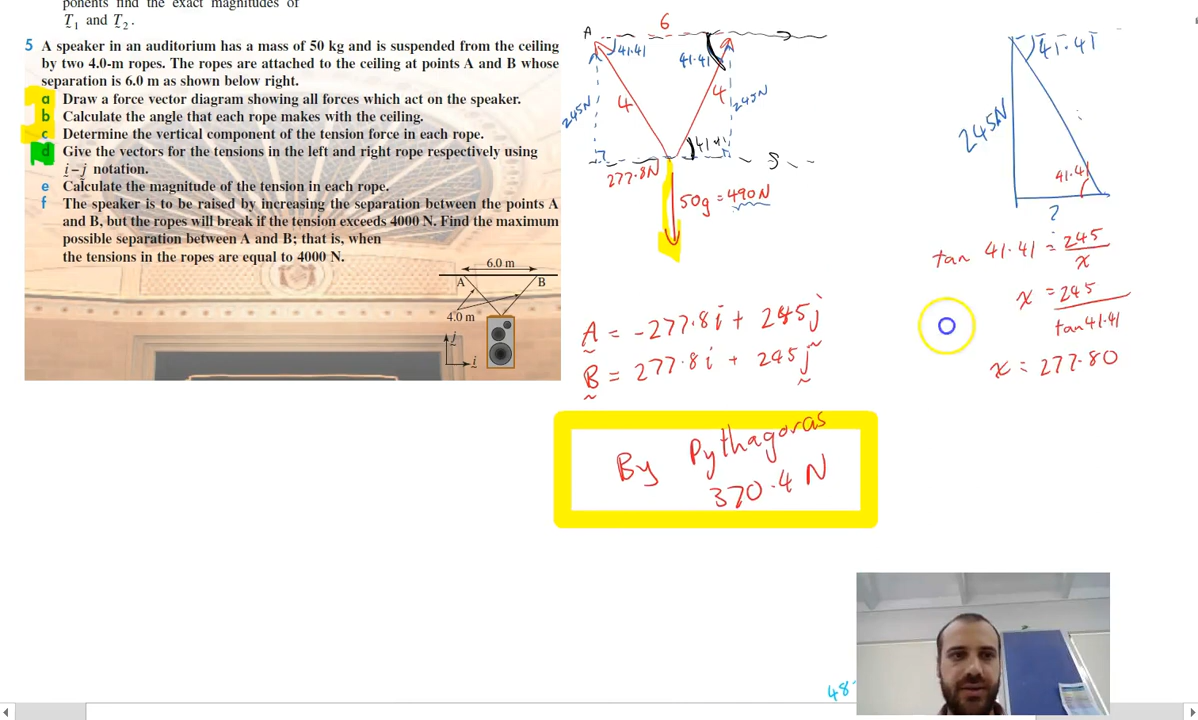 ponents find the exact magnitudes of
T₁ and T₂.
5 A speaker in an auditorium has a mass of 50 kg and is suspended from the ceiling
by two 4.0-m ropes. The ropes are attached to the ceiling at points A and B whose
separation is 6.0 m as shown below right.
a Draw a force vector diagram showing all forces which act on the speaker.
b Calculate the angle that each rope makes with the ceiling.
c Determine the vertical component of the tension force in each rope.
d Give the vectors for the tensions in the left and right rope respectively using
i–j notation.
e Calculate the magnitude of the tension in each rope.
f The speaker is to be raised by increasing the separation between the points A
and B, but the ropes will break if the tension exceeds 4000 N. Find the maximum
possible separation between A and B; that is, when
the tensions in the ropes are equal to 4000 N.
6.0 m
A B
4.0 m
j
i
A 6
41.41 41.41
245N 4 4 245N
41.41
277.8N
50g = 490N
A = -277.8i + 245j
B = 277.8i + 245j
By Pythagoras
370.4 N
41.41
245N
41.41
?
tan 41.41 = 245
x
x = 245
tan 41.41
x = 277.80
48